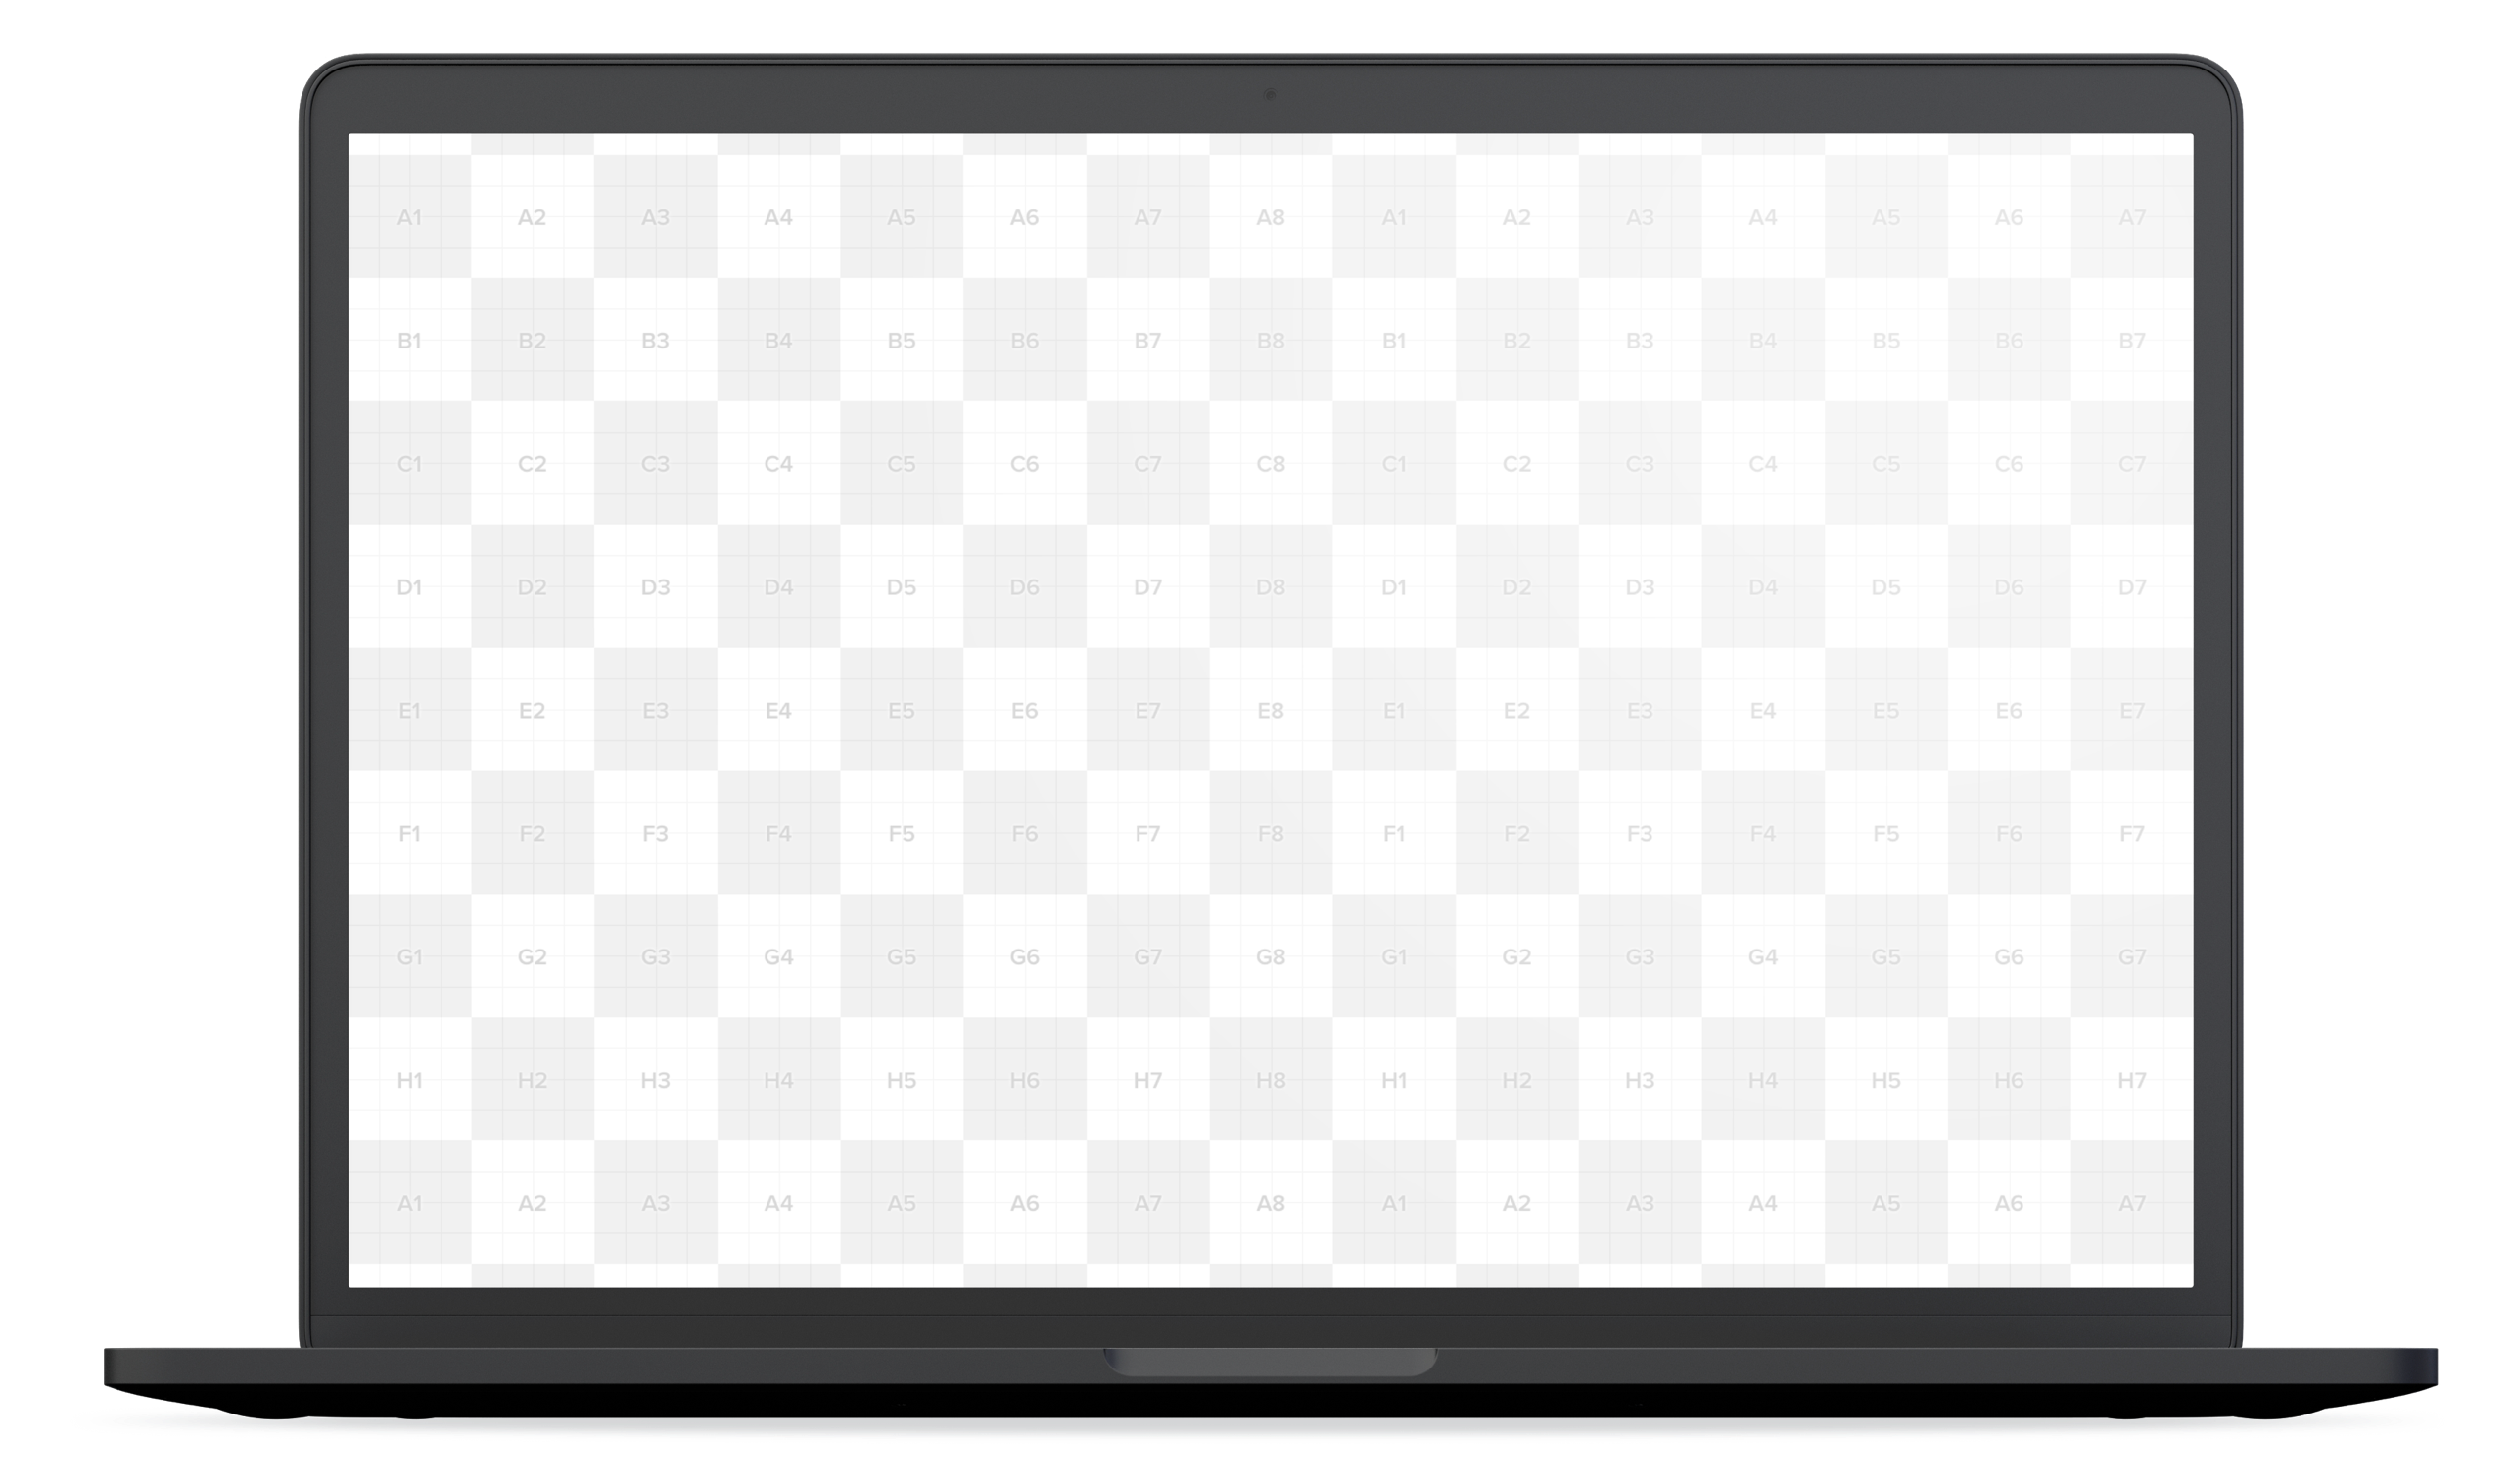 A1 A2 A3 A4 A5 A6 A7 A8 A1 A2 A3 A4 A5 A6 A7
B1 B2 B3 B4 B5 B6 B7 B8 B1 B2 B3 B4 B5 B6 B7
C1 C2 C3 C4 C5 C6 C7 C8 C1 C2 C3 C4 C5 C6 C7
D1 D2 D3 D4 D5 D6 D7 D8 D1 D2 D3 D4 D5 D6 D7
E1 E2 E3 E4 E5 E6 E7 E8 E1 E2 E3 E4 E5 E6 E7
F1 F2 F3 F4 F5 F6 F7 F8 F1 F2 F3 F4 F5 F6 F7
G1 G2 G3 G4 G5 G6 G7 G8 G1 G2 G3 G4 G5 G6 G7
H1 H2 H3 H4 H5 H6 H7 H8 H1 H2 H3 H4 H5 H6 H7
A1 A2 A3 A4 A5 A6 A7 A8 A1 A2 A3 A4 A5 A6 A7